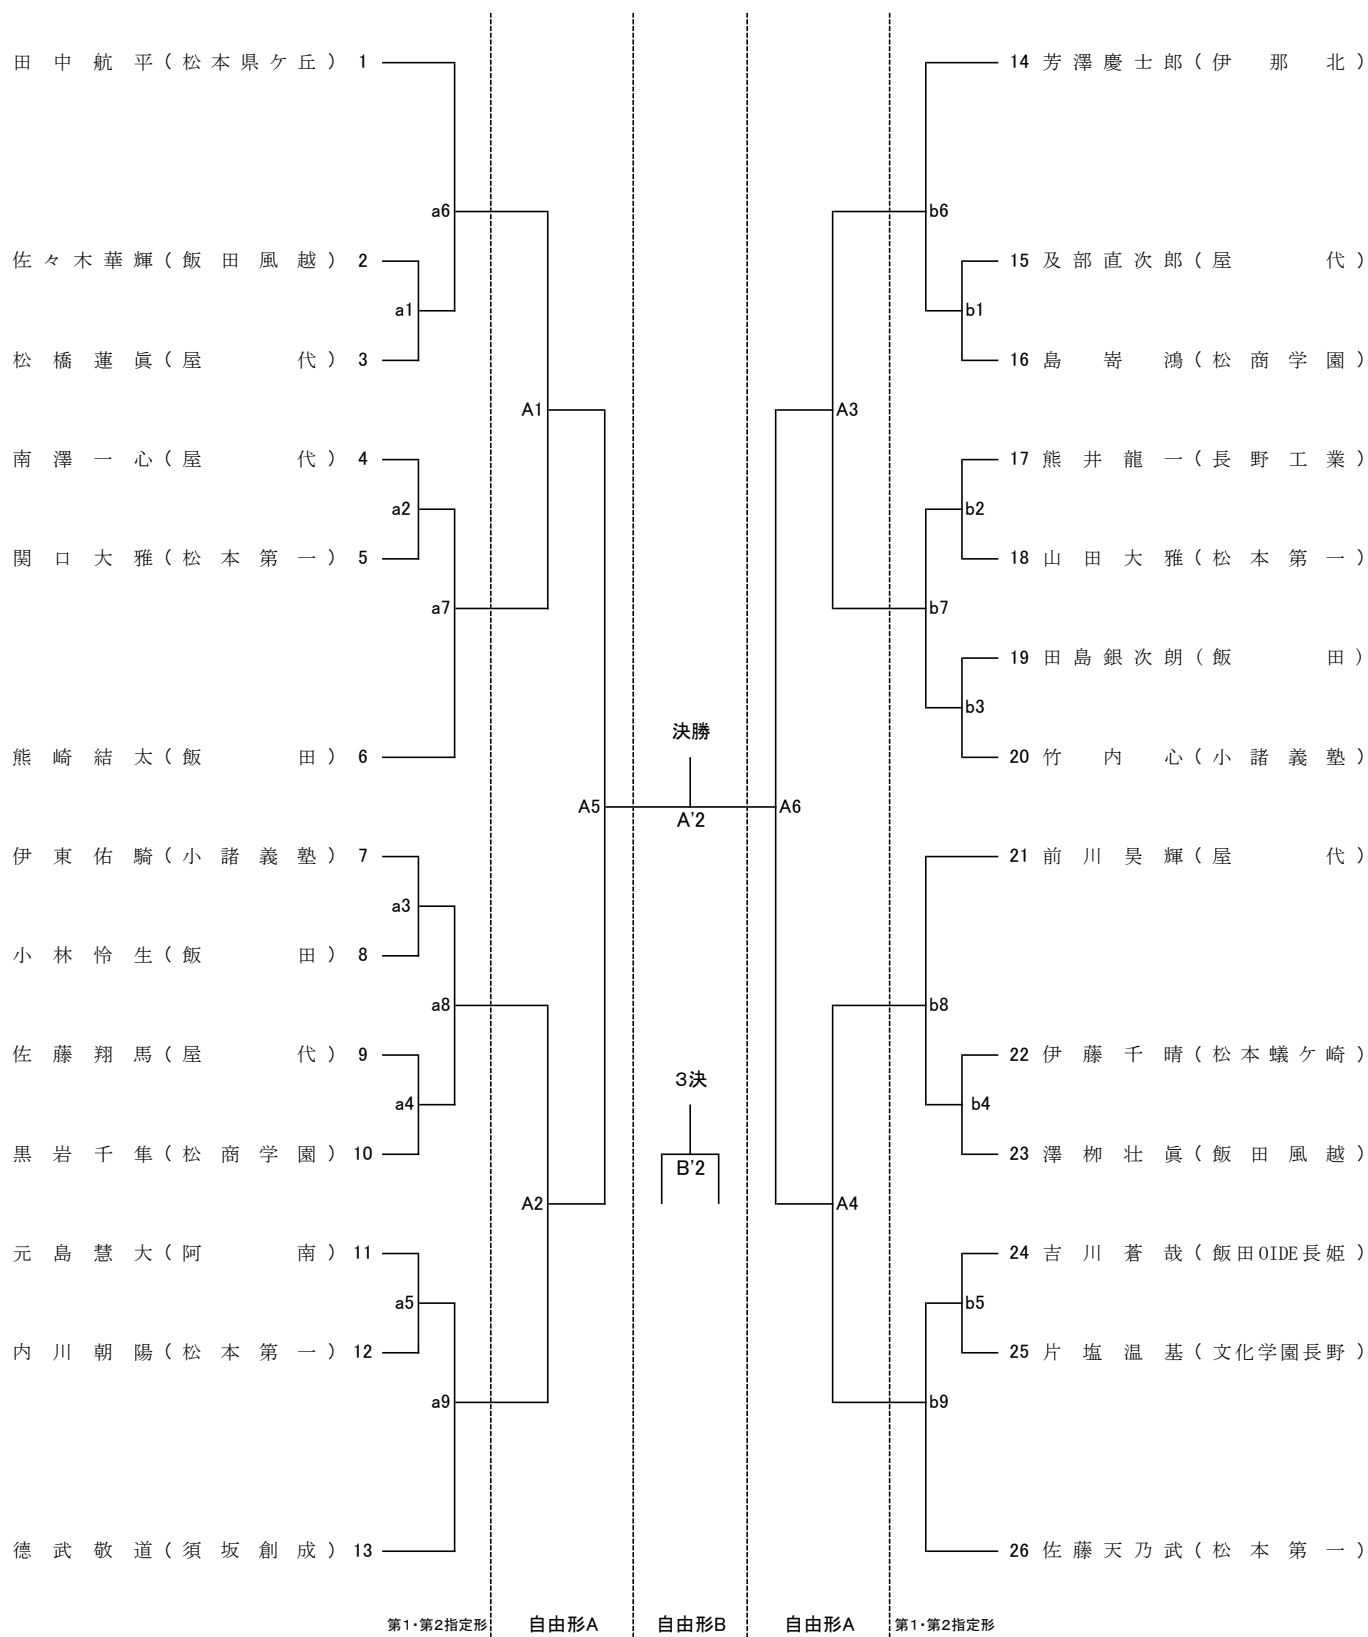 田中航平（松本県ケ丘） 1
a6
佐々木華輝（飯田風越） 2
a1
松橋蓮眞（屋代） 3
A1
南澤一心（屋代） 4
a2
関口大雅（松本第一） 5
a7
熊崎結太（飯田） 6
A5
伊東佑騎（小諸義塾） 7
a3
小林怜生（飯田） 8
a8
佐藤翔馬（屋代） 9
a4
黒岩千隼（松商学園） 10
A2
元島慧大（阿南） 11
a5
内川朝陽（松本第一） 12
a9
德武敬道（須坂創成） 13
決勝
A'2
3決
B'2
14 芳澤慶士郎（伊那北）
b6
15 及部直次郎（屋代）
b1
16 島嵜鴻（松商学園）
A3
17 熊井龍一（長野工業）
b2
18 山田大雅（松本第一）
b7
19 田島銀次朗（飯田）
b3
20 竹内心（小諸義塾）
A6
21 前川昊輝（屋代）
b8
22 伊藤千晴（松本蟻ケ崎）
b4
23 澤栁壮眞（飯田風越）
A4
24 吉川蒼哉（飯田OIDE長姫）
b5
25 片塩温基（文化学園長野）
b9
26 佐藤天乃武（松本第一）
第1・第2指定形 自由形A 自由形B 自由形A 第1・第2指定形